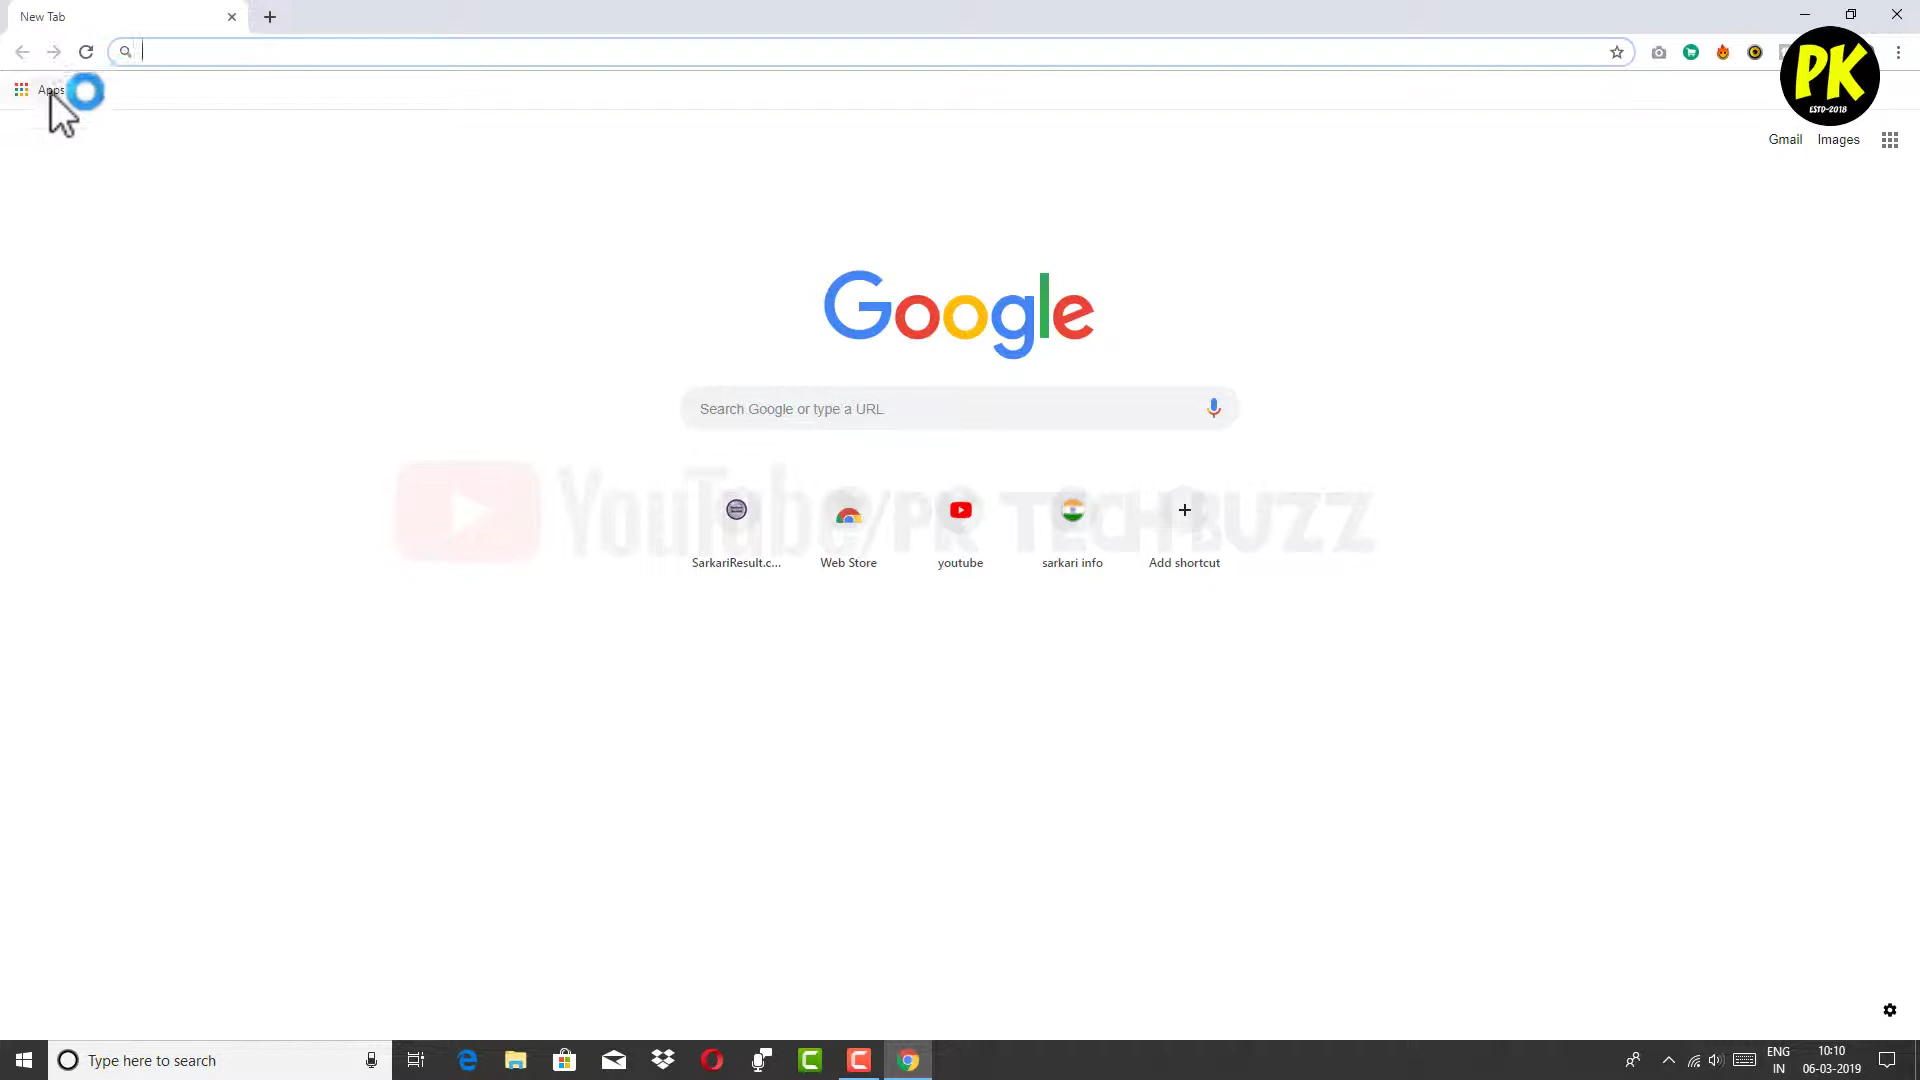 New Tab
Apps
PK
ESTD-2018
Gmail Images
Google
Search Google or type a URL
YouTube/PK TECHBUZZ
SarkariResult.c... Web Store youtube sarkari info Add shortcut
Type here to search
ENG
IN
10:10
06-03-2019